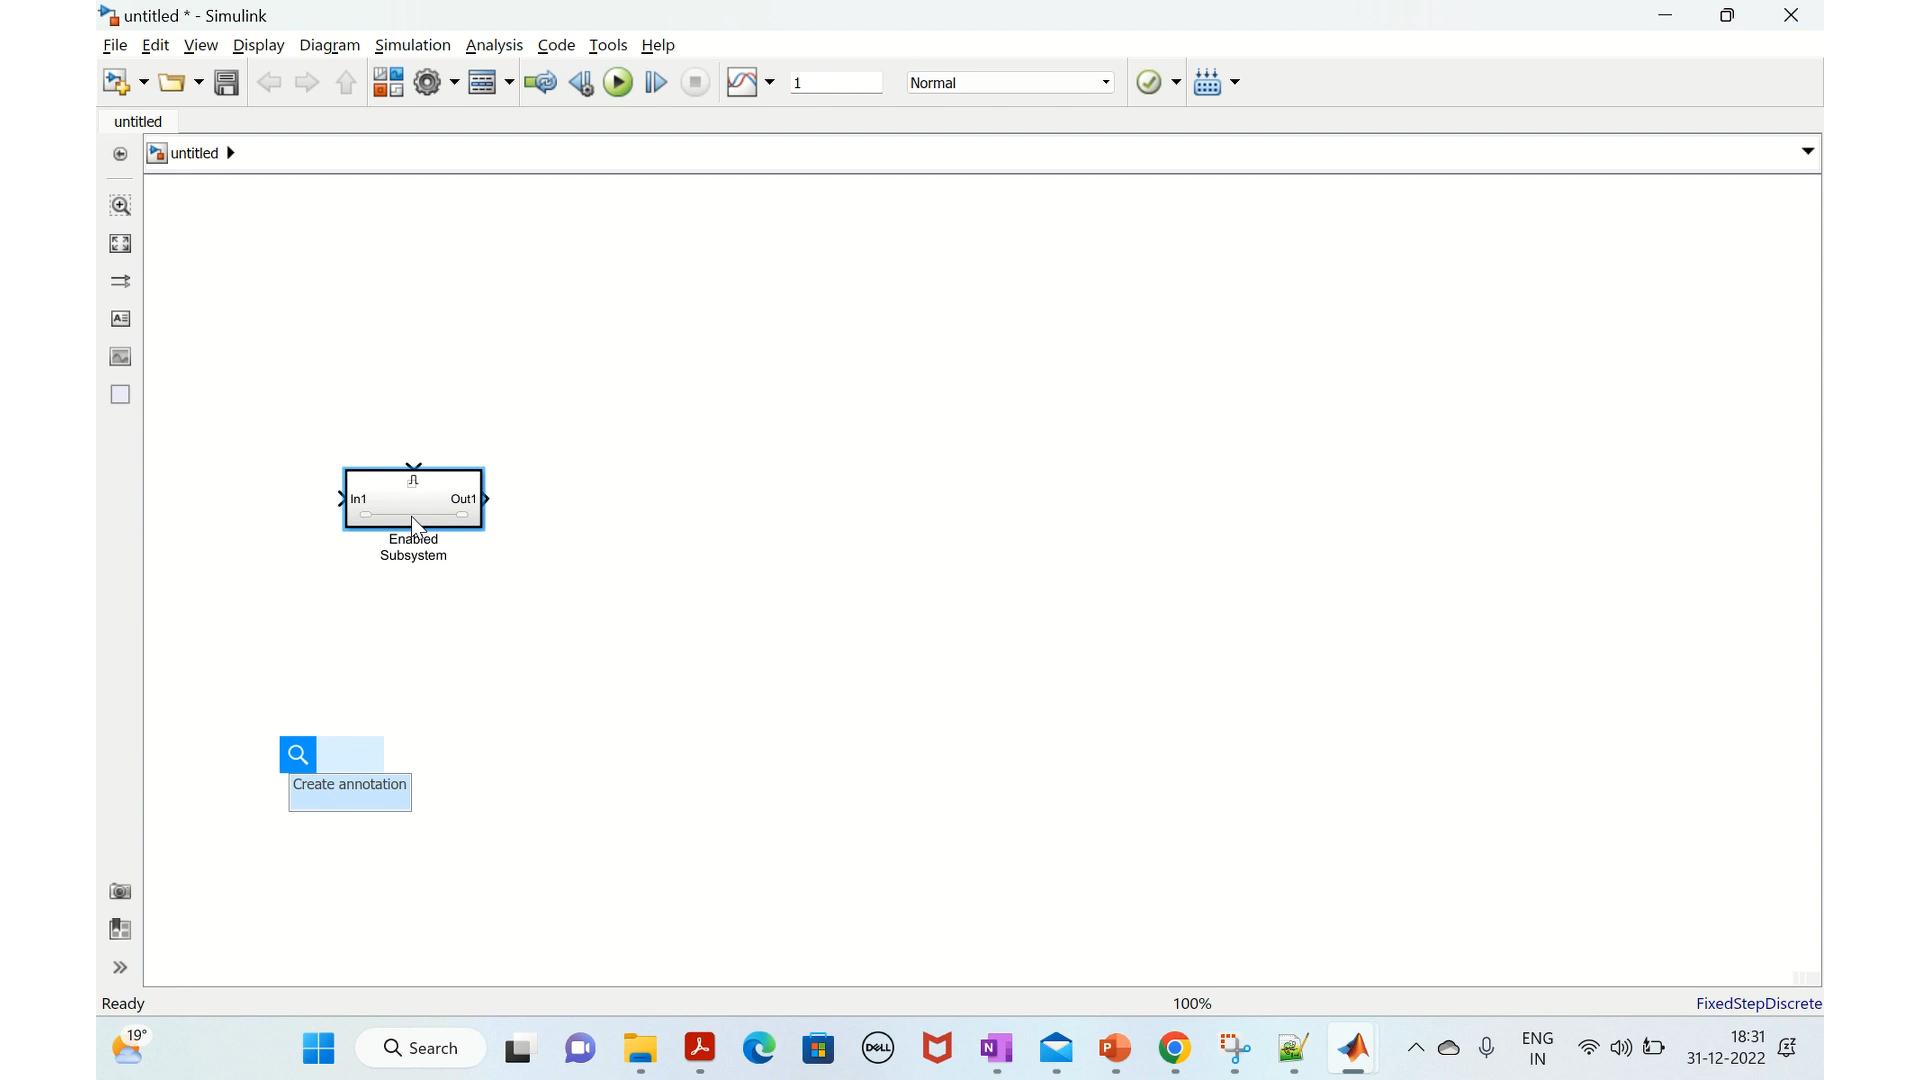 untitled * - Simulink
File Edit View Display Diagram Simulation Analysis Code Tools Help
1 Normal
untitled
untitled
In1 Out1
Enabled
Subsystem
Create annotation
Ready 100% FixedStepDiscrete
19°
Search
DELL
ENG
IN
18:31
31-12-2022